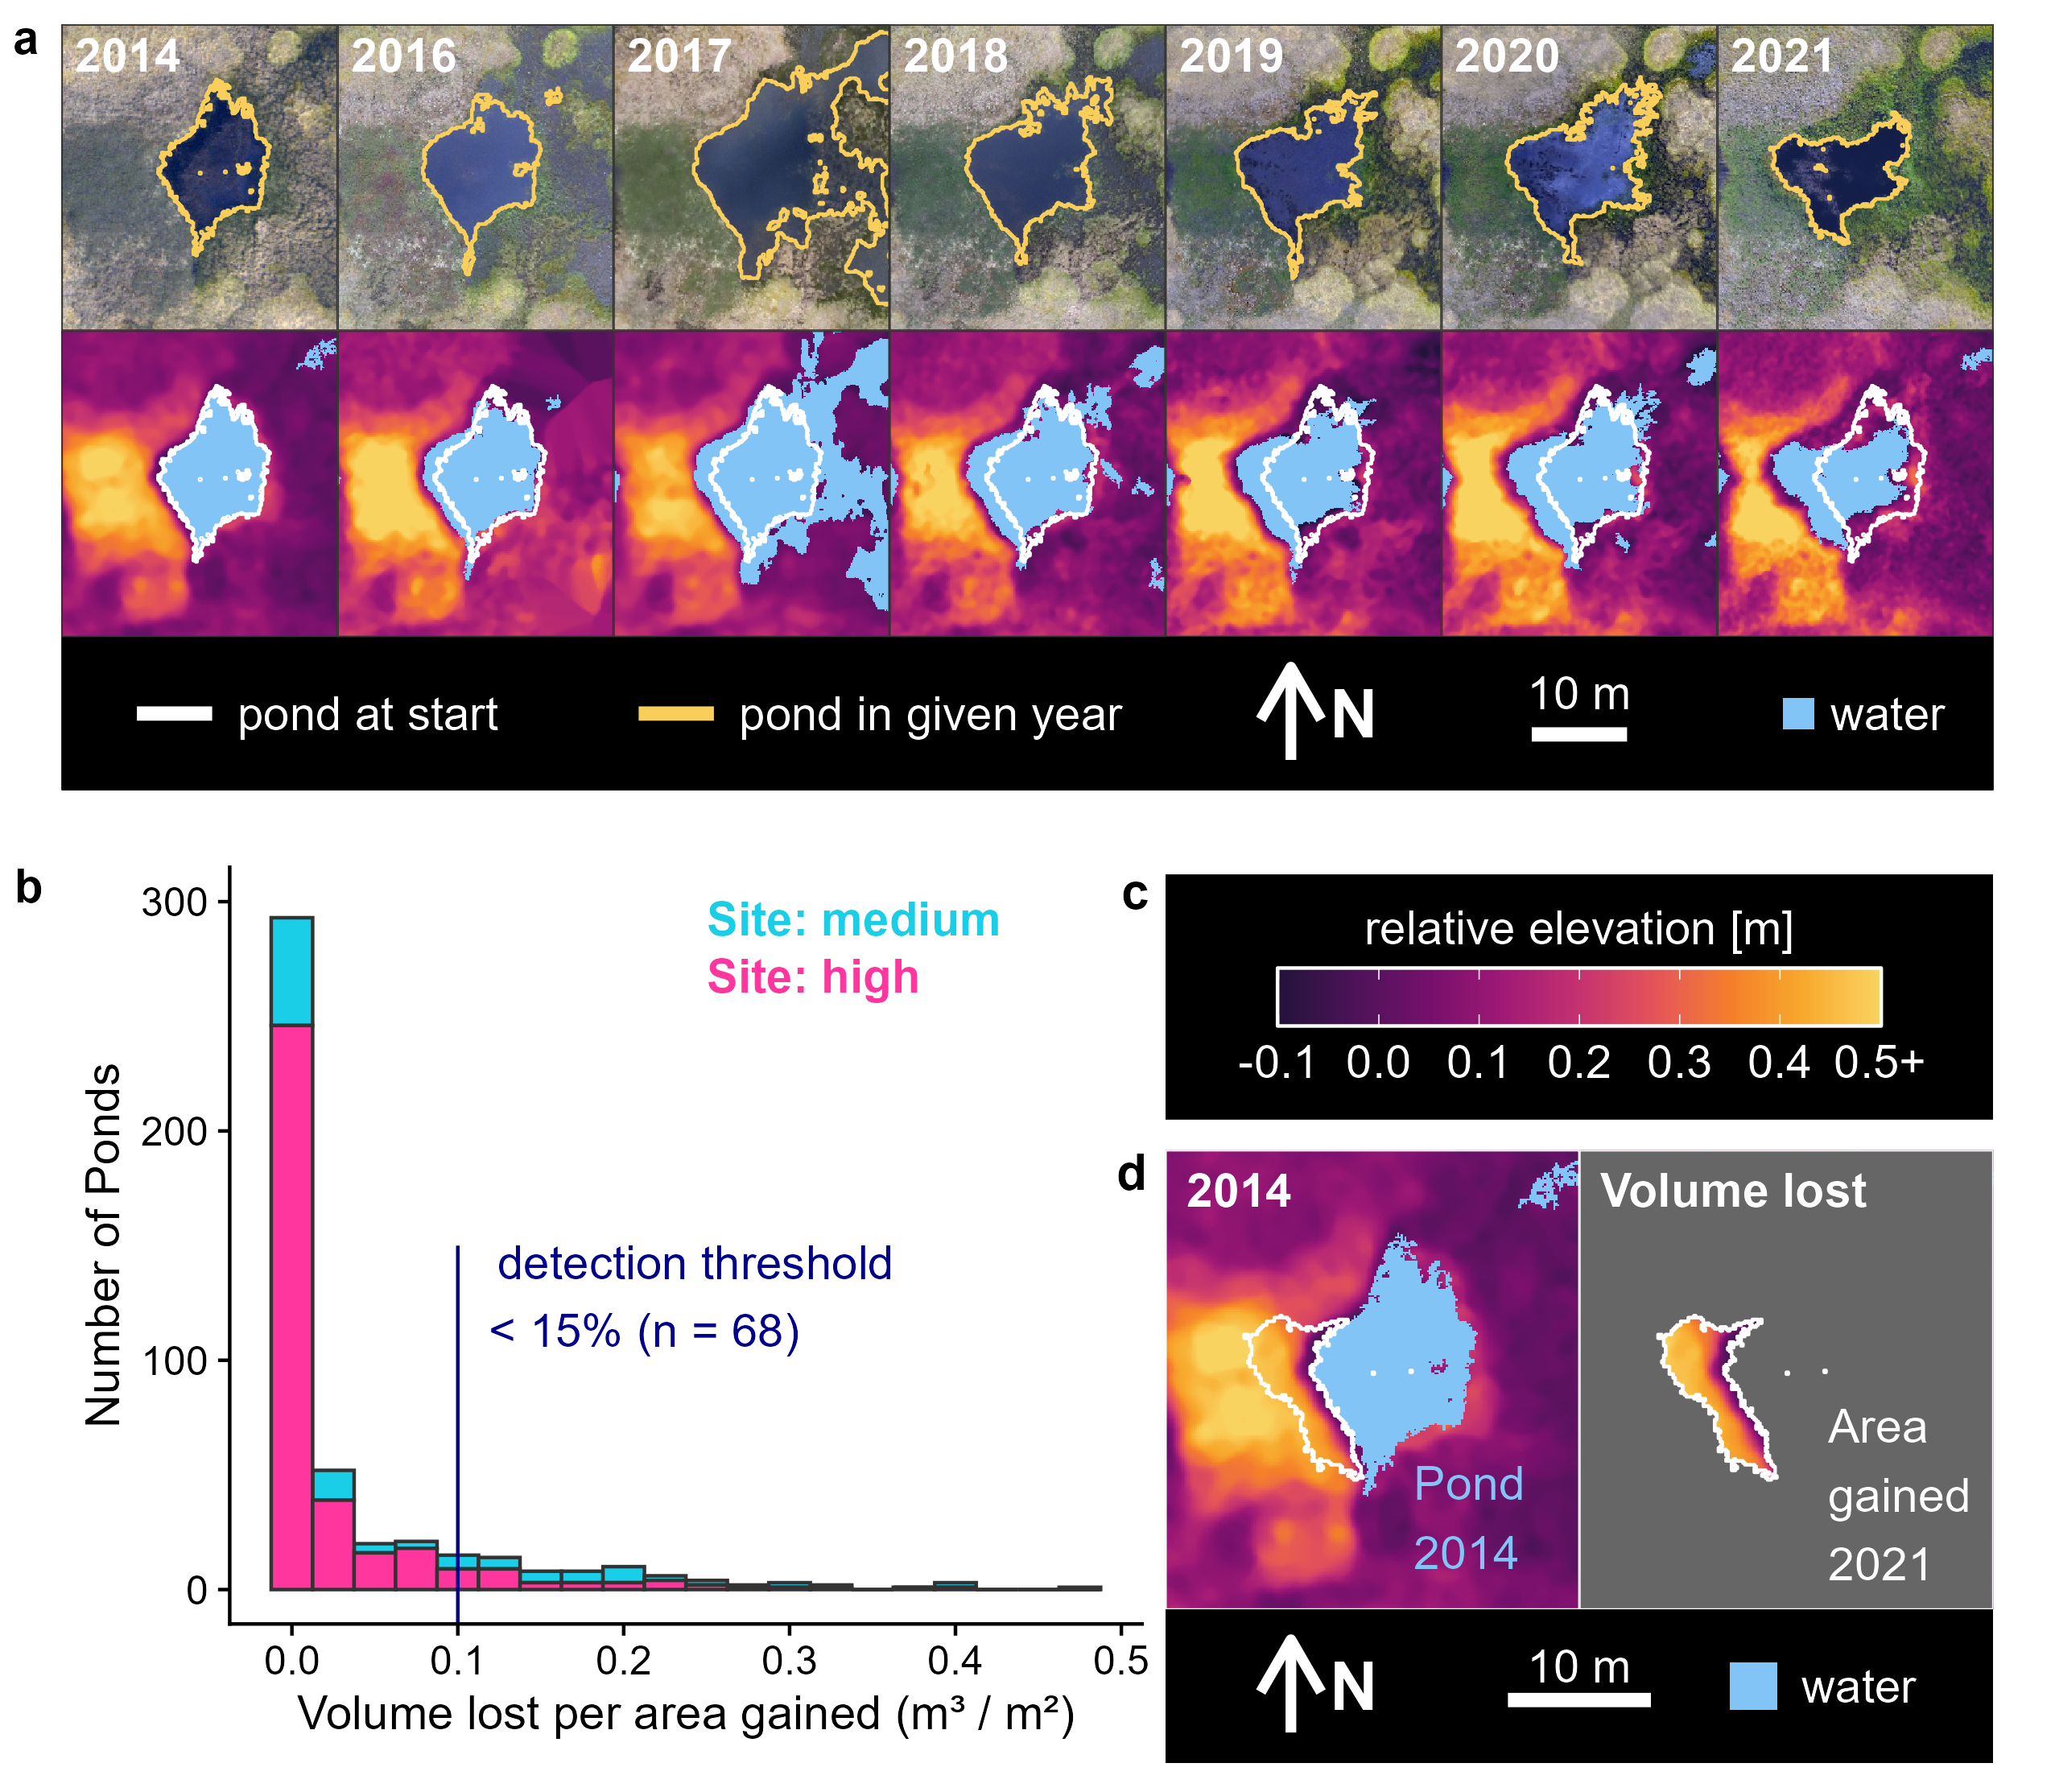 a
2014 2016 2017 2018 2019 2020 2021
pond at start
pond in given year
N
10 m
water
b
300
200
100
0
Number of Ponds
Site: medium
Site: high
detection threshold
< 15% (n = 68)
0.0 0.1 0.2 0.3 0.4 0.5
Volume lost per area gained (m³ / m²)
c
relative elevation [m]
-0.1 0.0 0.1 0.2 0.3 0.4 0.5+
d
2014
Pond
2014
Volume lost
Area
gained
2021
N
10 m
water